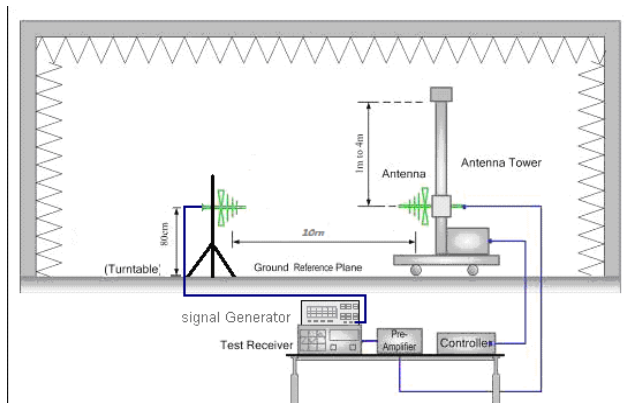 1m to 4m
Antenna
Antenna Tower
80cm
10m
(Turntable)
Ground Reference Plane
signal Generator
Test Receiver
Pre-
Amplifier
Controller